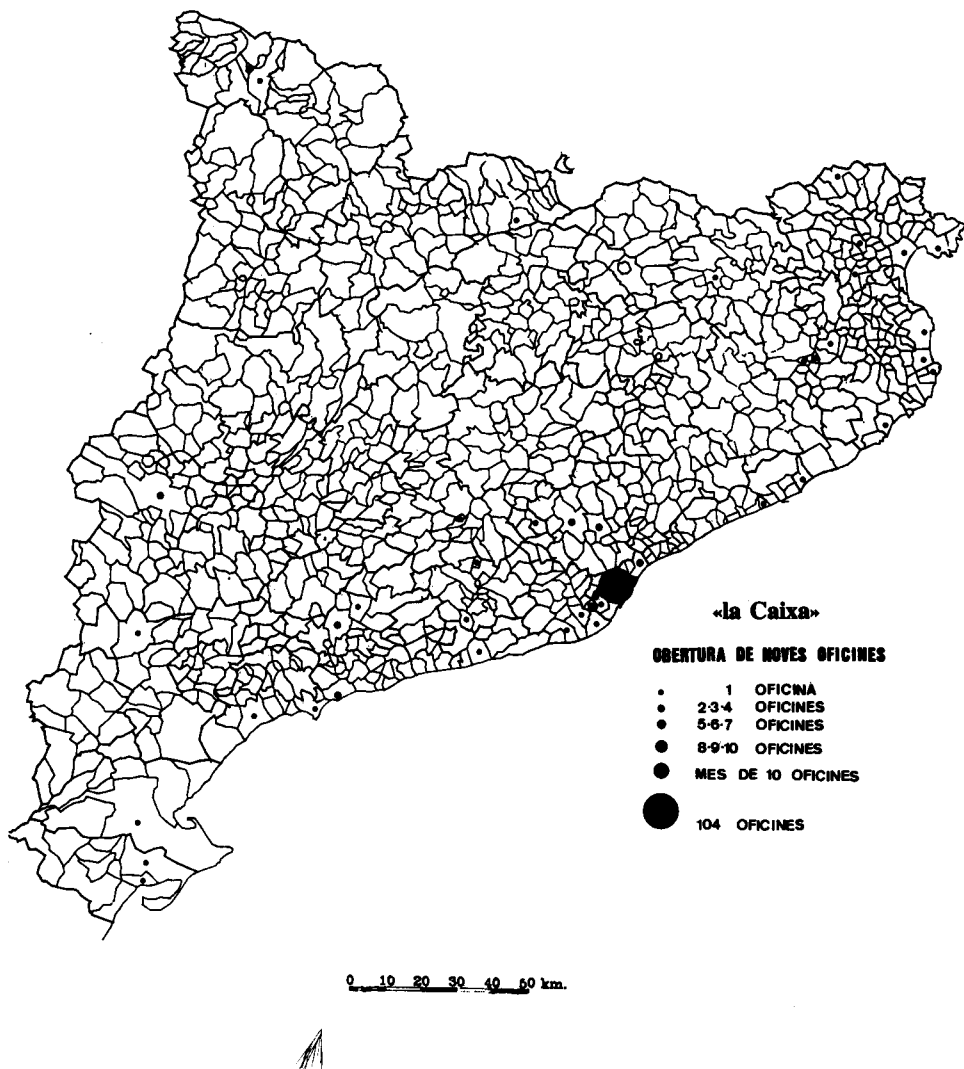 «la Caixa»
OBERTURA DE NOVES OFICINES
1 OFICINA
2-3-4 OFICINES
5-6-7 OFICINES
8-9-10 OFICINES
MES DE 10 OFICINES
104 OFICINES
0 10 20 30 40 50 km.